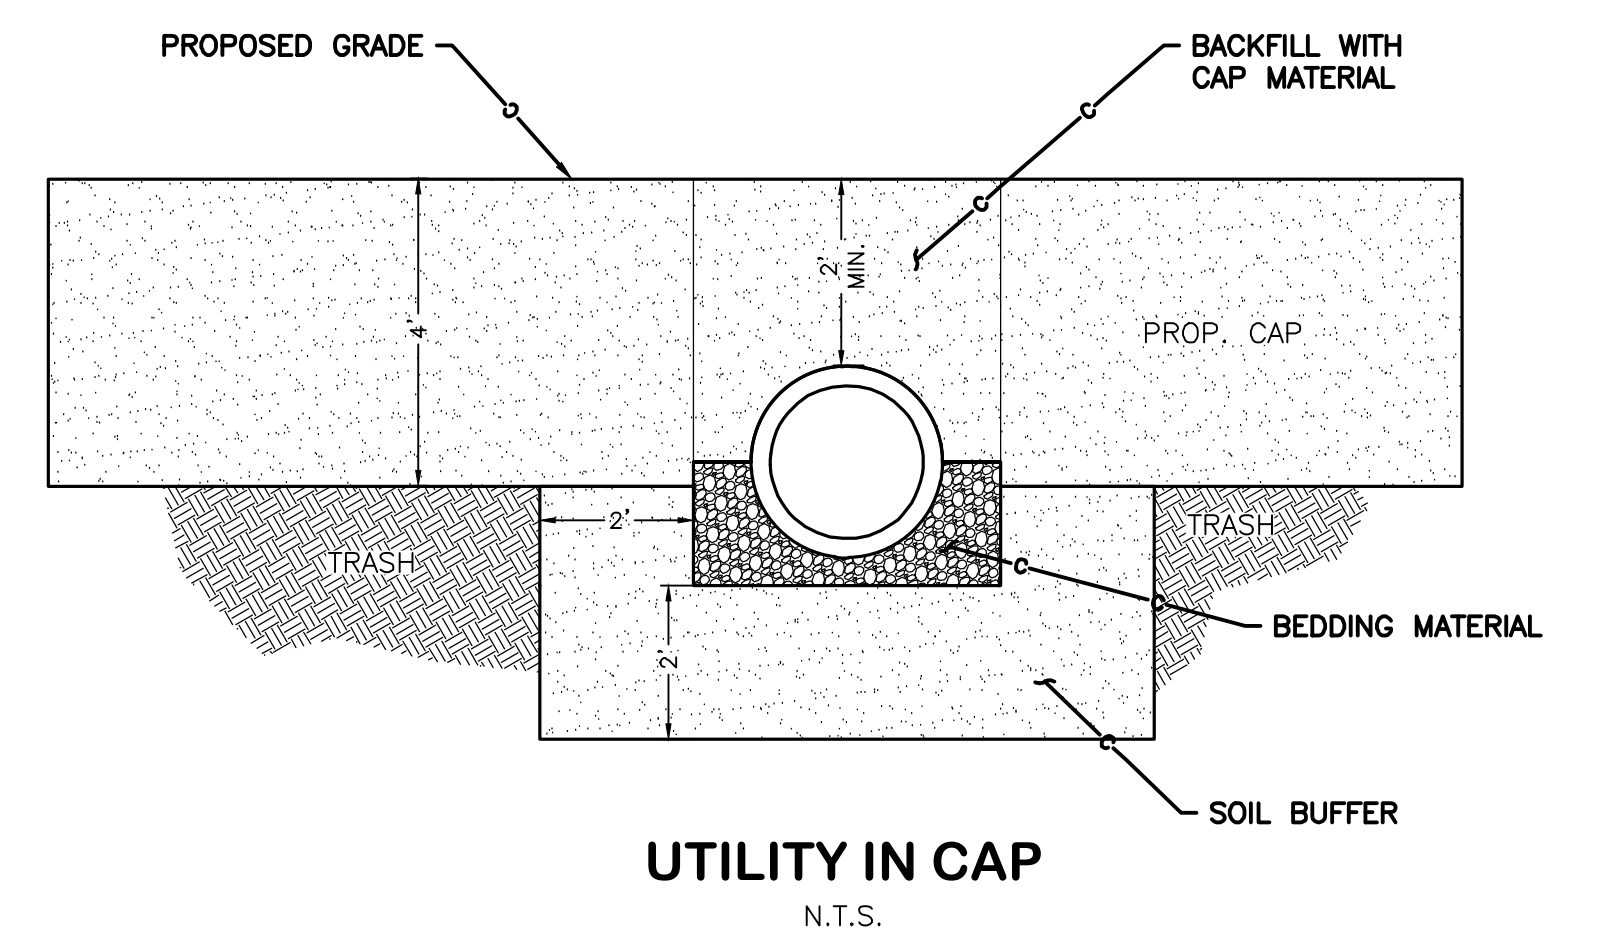 PROPOSED GRADE
BACKFILL WITH
CAP MATERIAL
C
C
C
2'
MIN.
4'
PROP. CAP
2'
TRASH
TRASH
C
C
BEDDING MATERIAL
2'
C
SOIL BUFFER
UTILITY IN CAP
N.T.S.